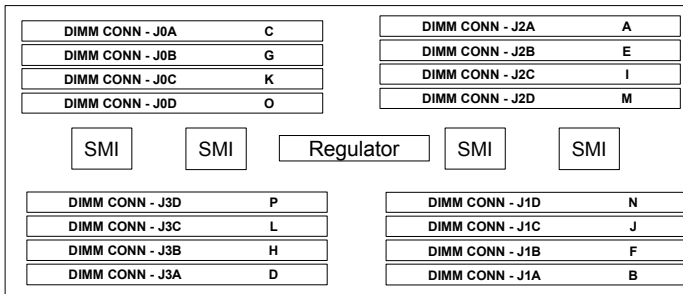 DIMM CONN - J0A C
DIMM CONN - J0B G
DIMM CONN - J0C K
DIMM CONN - J0D O
DIMM CONN - J2A A
DIMM CONN - J2B E
DIMM CONN - J2C I
DIMM CONN - J2D M
SMI SMI Regulator SMI SMI
DIMM CONN - J3D P
DIMM CONN - J3C L
DIMM CONN - J3B H
DIMM CONN - J3A D
DIMM CONN - J1D N
DIMM CONN - J1C J
DIMM CONN - J1B F
DIMM CONN - J1A B